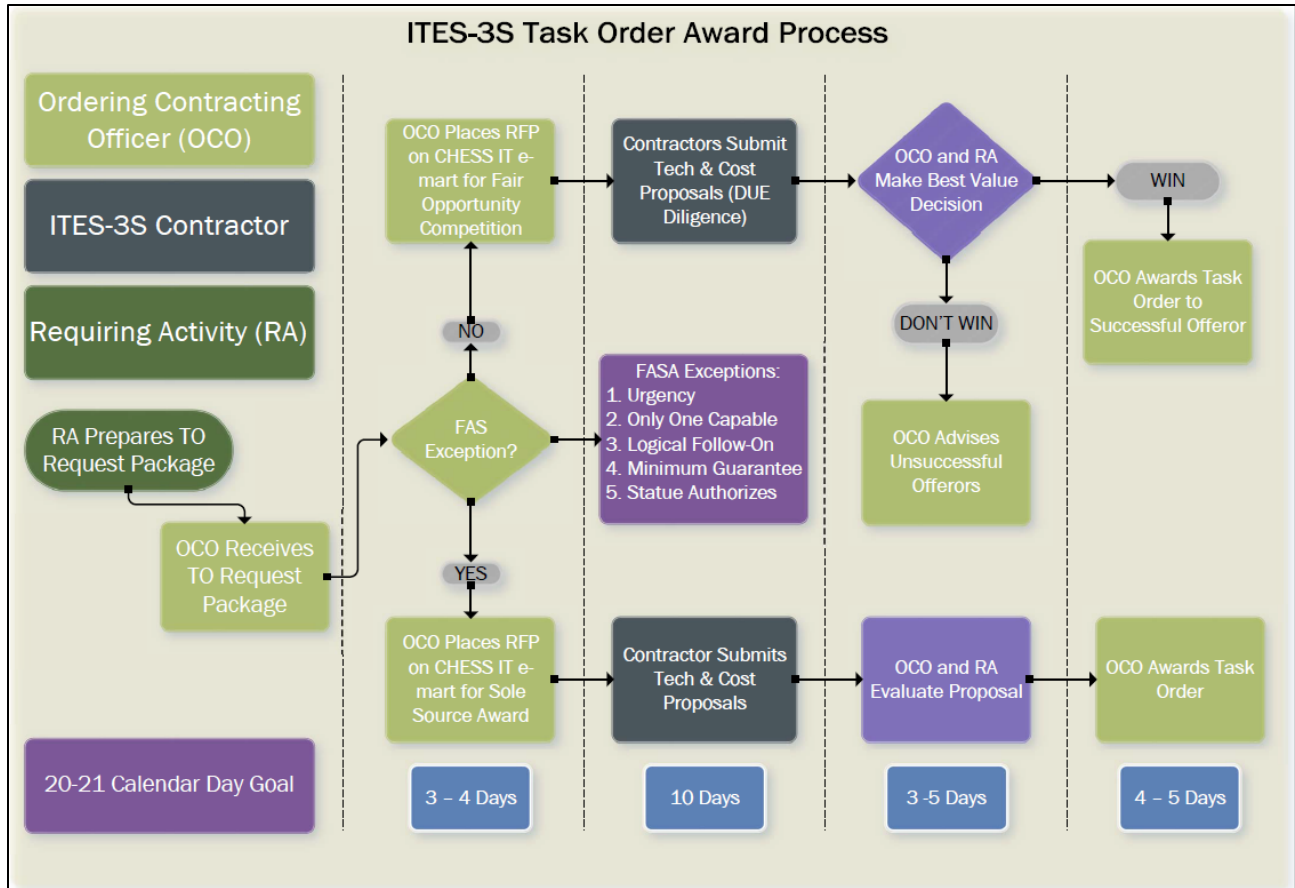 ITES-3S Task Order Award Process
Ordering Contracting
Officer (OCO)
ITES-3S Contractor
Requiring Activity (RA)
RA Prepares TO
Request Package
OCO Receives
TO Request
Package
20-21 Calendar Day Goal
OCO Places RFP
on CHESS IT e-
mart for Fair
Opportunity
Competition
NO
FAS
Exception?
YES
OCO Places RFP
on CHESS IT e-
mart for Sole
Source Award
3 – 4 Days
Contractors Submit
Tech & Cost
Proposals (DUE
Diligence)
FASA Exceptions:
1. Urgency
2. Only One Capable
3. Logical Follow-On
4. Minimum Guarantee
5. Statue Authorizes
Contractor Submits
Tech & Cost
Proposals
10 Days
OCO and RA
Make Best Value
Decision
DON'T WIN
OCO Advises
Unsuccessful
Offerors
OCO and RA
Evaluate Proposal
3 -5 Days
WIN
OCO Awards Task
Order to
Successful Offeror
OCO Awards Task
Order
4 – 5 Days